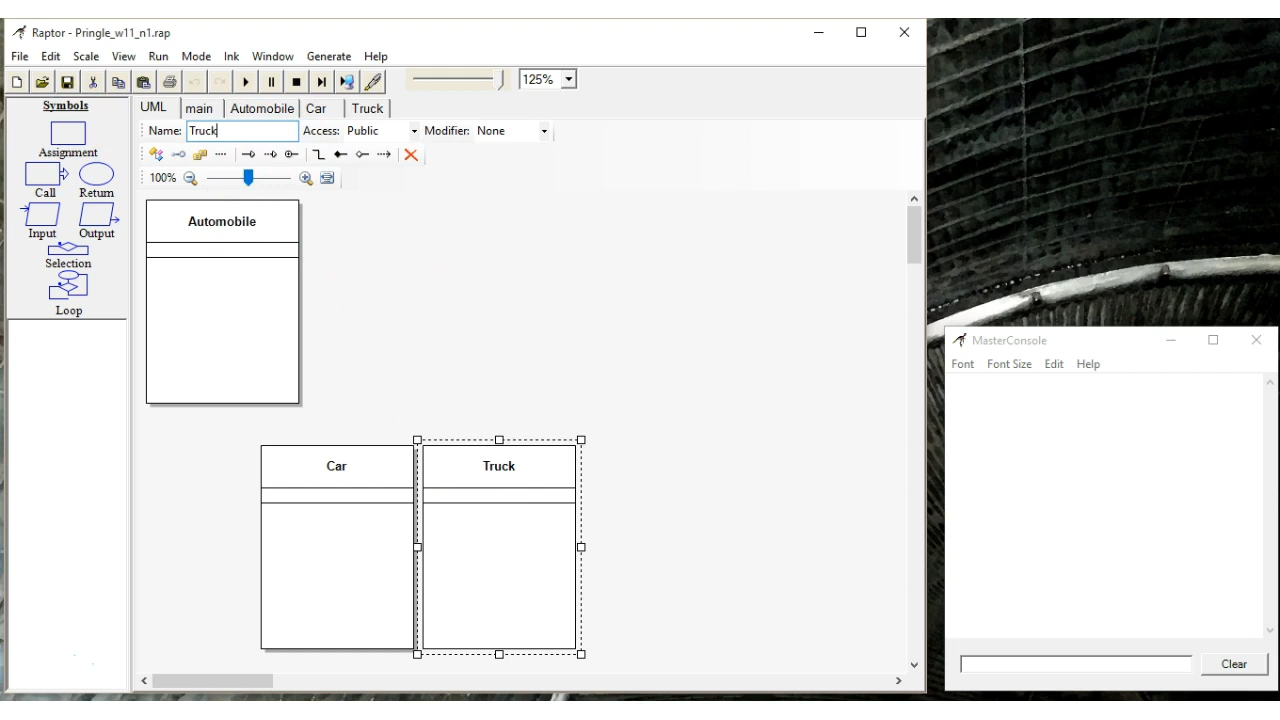 Raptor - Pringle_w11_n1.rap
File Edit Scale View Run Mode Ink Window Generate Help
125%
Symbols
Assignment
Call Return
Input Output
Selection
Loop
UML main Automobile Car Truck
Name: Truck Access: Public Modifier: None
100%
Automobile
Car
Truck
MasterConsole
Font Font Size Edit Help
Clear